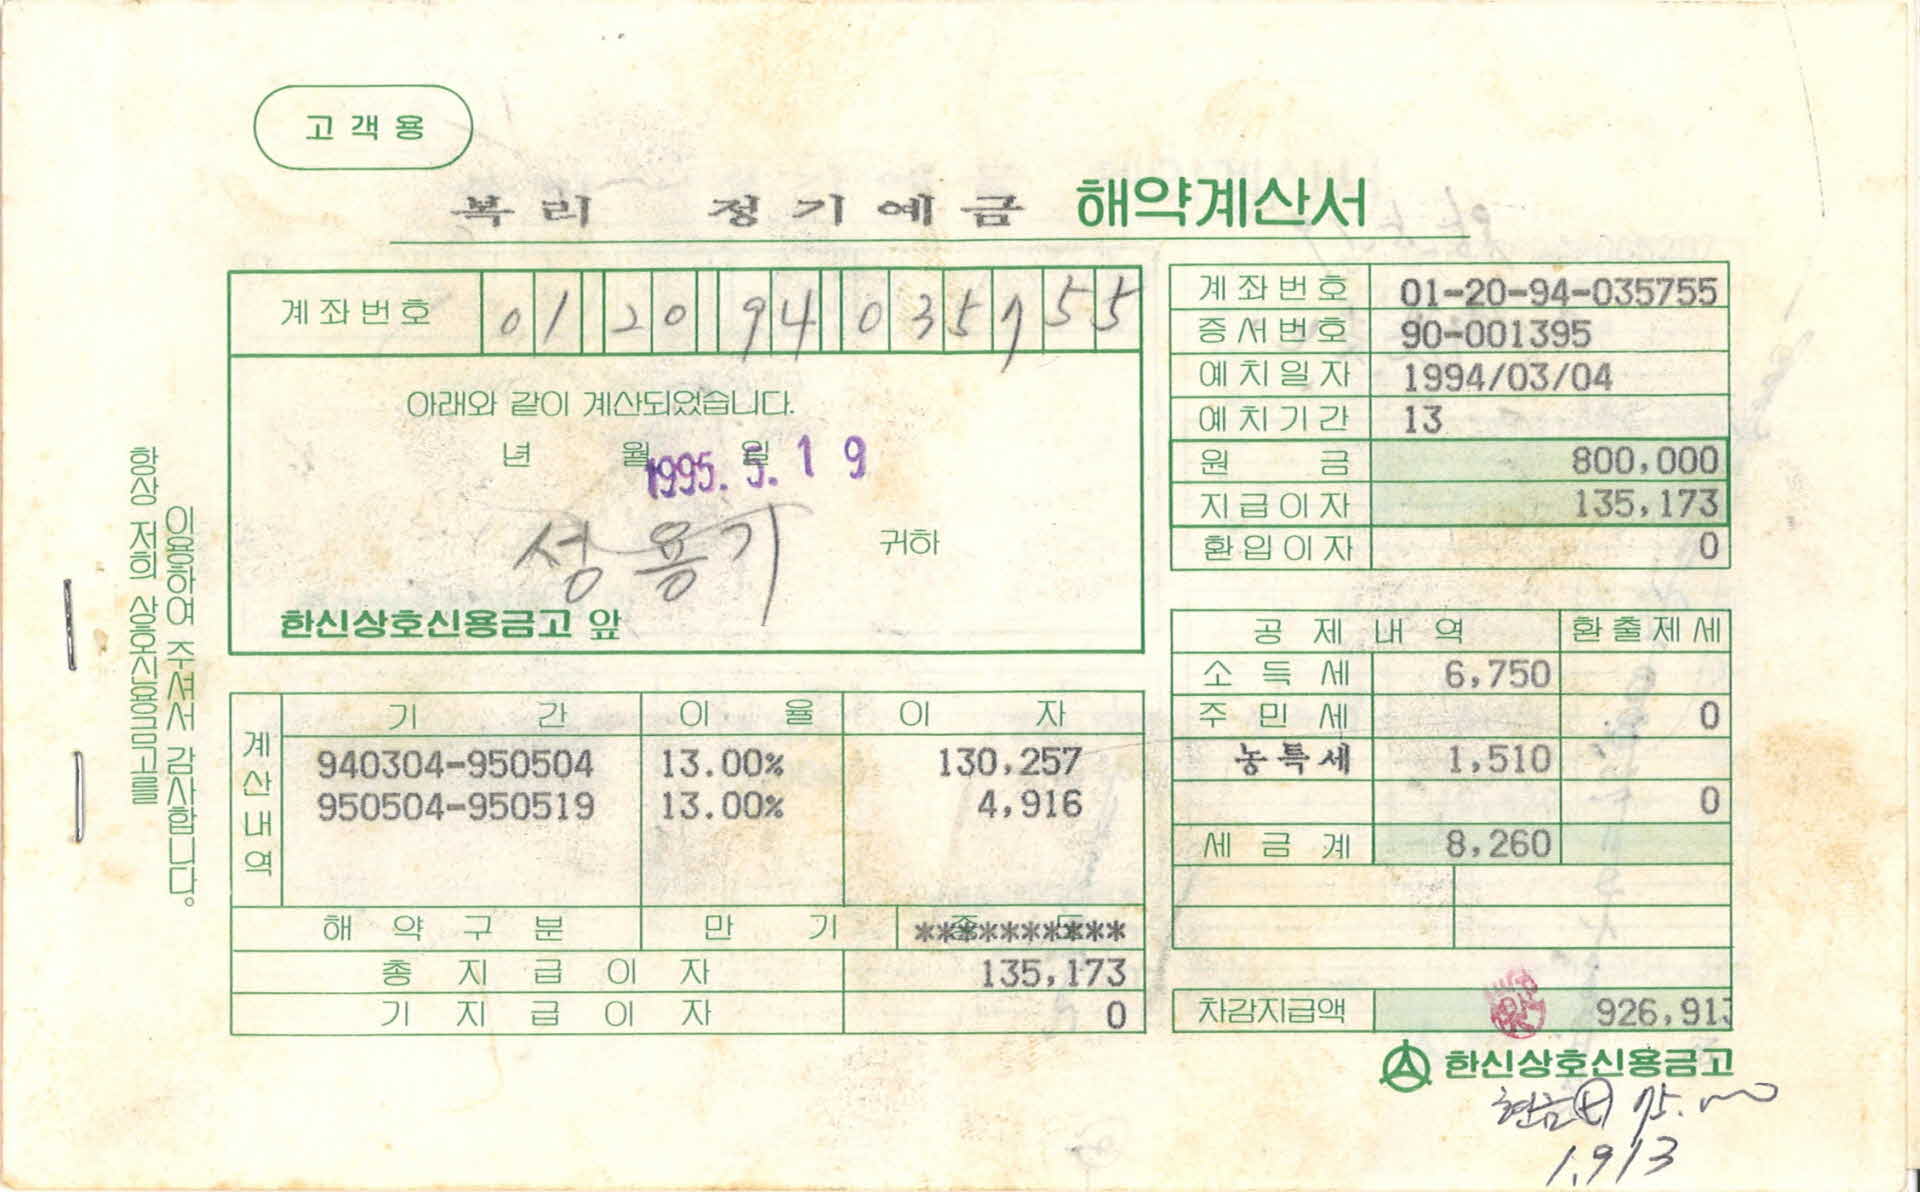 고객용
복리 정기예금 해약계산서
계좌번호 01 20 94 035755
아래와 같이 계산되었습니다.
년 월 일
1995. 5. 19
성용기 귀하
한신상호신용금고 앞
계좌번호 01-20-94-035755
증서번호 90-001395
예치일자 1994/03/04
예치기간 13
원금 800,000
지급이자 135,173
환입이자 0
계산내역
기간 이율 이자
940304-950504 13.00% 130,257
950504-950519 13.00% 4,916
해약구분 만기 중도 **********
총지급이자 135,173
기지급이자 0
공제내역 환출제세
소득세 6,750
주민세 0
농특세 1,510
0
세금계 8,260
차감지급액 926,913
한신상호신용금고
현금
1,913
항상 저희 상호신용금고를
이용하여 주셔서 감사합니다.